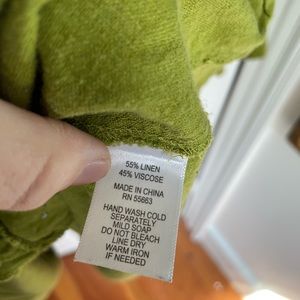 55% LINEN
45% VISCOSE
MADE IN CHINA
RN 55663
HAND WASH COLD
SEPARATELY
MILD SOAP
DO NOT BLEACH
LINE DRY
WARM IRON
IF NEEDED